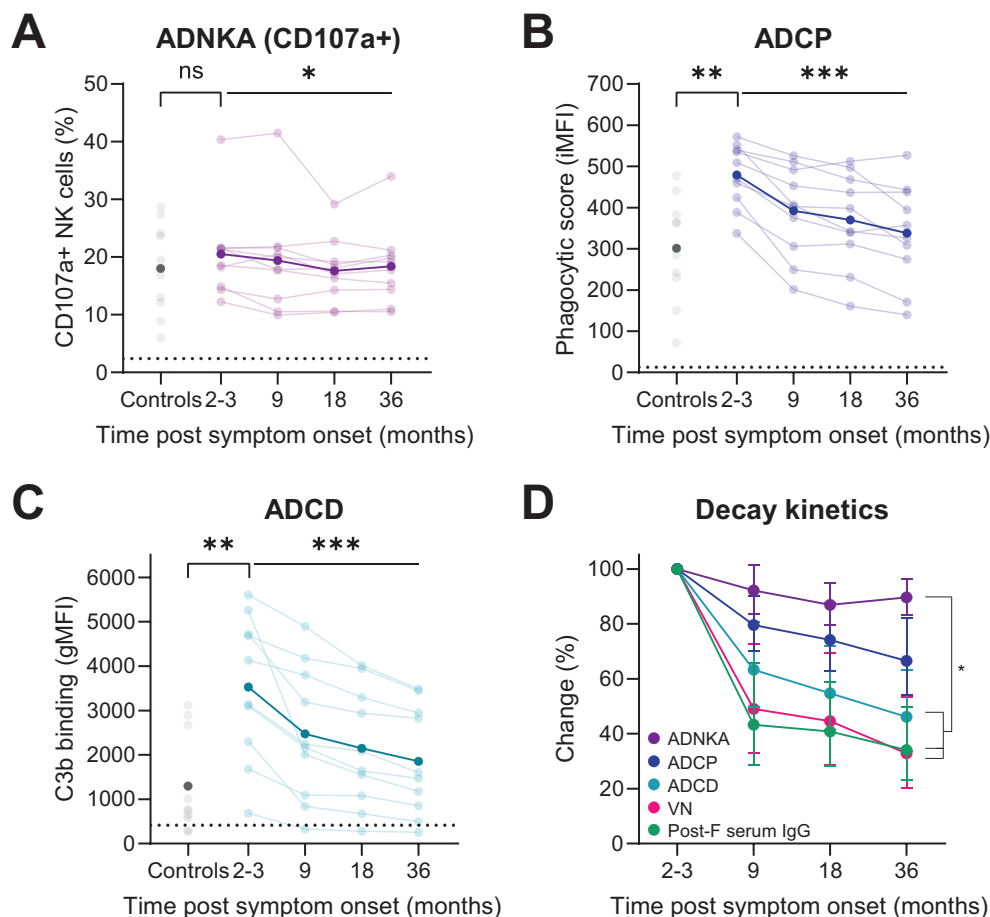 A
ADNKA (CD107a+)
ns
*
50
40
30
20
10
0
CD107a+ NK cells (%)
Controls 2-3 9 18 36
Time post symptom onset (months)
B
ADCP
**
***
700
600
500
400
300
200
100
0
Phagocytic score (iMFI)
Controls 2-3 9 18 36
Time post symptom onset (months)
C
ADCD
**
***
6000
5000
4000
3000
2000
1000
0
C3b binding (gMFI)
Controls 2-3 9 18 36
Time post symptom onset (months)
D
Decay kinetics
100
80
60
40
20
0
Change (%)
*
ADNKA
ADCP
ADCD
VN
Post-F serum IgG
2-3 9 18 36
Time post symptom onset (months)